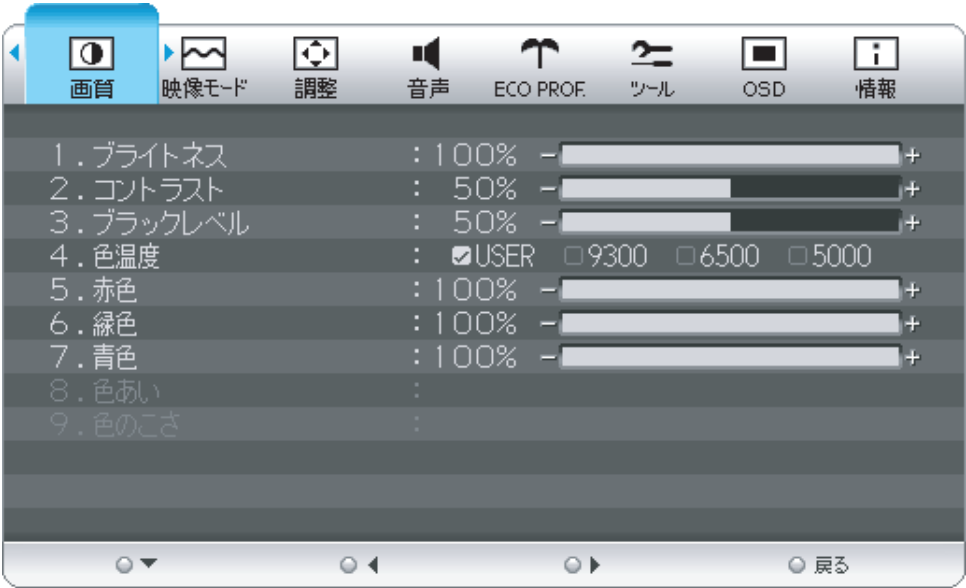 画質 映像モード 調整 音声 ECO PROF. ツール OSD 情報
1.ブライトネス :100% - +
2.コントラスト : 50% - +
3.ブラックレベル : 50% - +
4.色温度 : USER 9300 6500 5000
5.赤色 :100% - +
6.緑色 :100% - +
7.青色 :100% - +
8.色あい :
9.色のこさ :
戻る